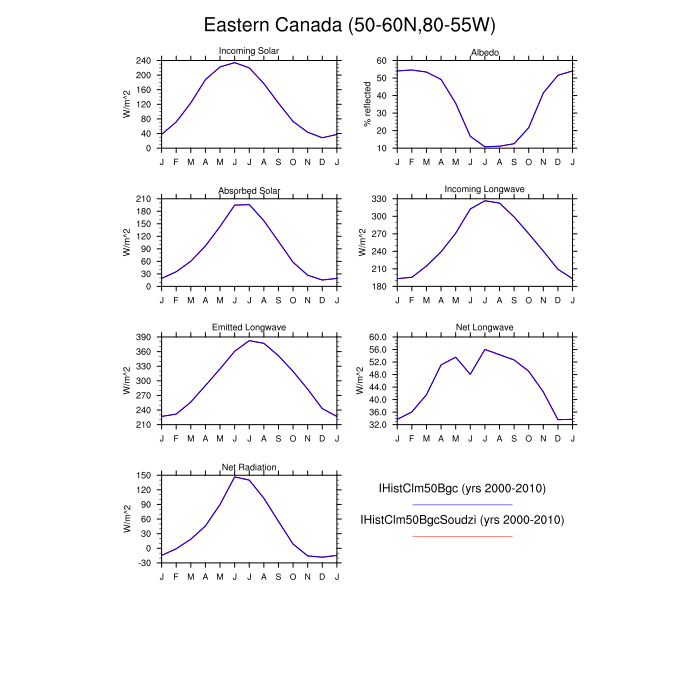 Eastern Canada (50-60N,80-55W)
Incoming Solar
240
200
160
120
80
40
0
W/m^2
J F M A M J J A S O N D J
Albedo
60
50
40
30
20
10
% reflected
J F M A M J J A S O N D J
Absorbed Solar
210
180
150
120
90
60
30
0
W/m^2
J F M A M J J A S O N D J
Incoming Longwave
330
300
270
240
210
180
W/m^2
J F M A M J J A S O N D J
Emitted Longwave
390
360
330
300
270
240
210
W/m^2
J F M A M J J A S O N D J
Net Longwave
60.0
56.0
52.0
48.0
44.0
40.0
36.0
32.0
W/m^2
J F M A M J J A S O N D J
Net Radiation
150
120
90
60
30
0
-30
W/m^2
J F M A M J J A S O N D J
IHistClm50Bgc (yrs 2000-2010)
IHistClm50BgcSoudzi (yrs 2000-2010)